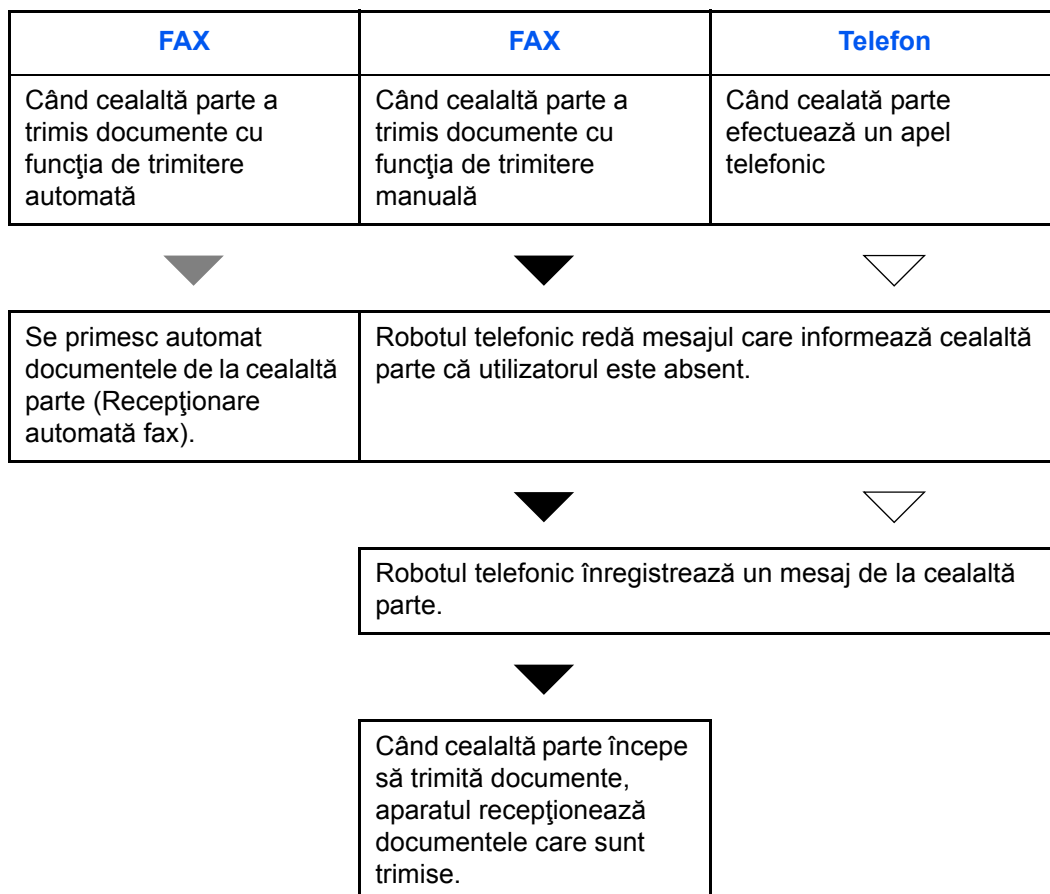 FAX
FAX
Telefon
Când cealaltă parte a
trimis documente cu
funcţia de trimitere
automată
Când cealaltă parte a
trimis documente cu
funcţia de trimitere
manuală
Când cealată parte
efectuează un apel
telefonic
Se primesc automat
documentele de la cealaltă
parte (Recepţionare
automată fax).
Robotul telefonic redă mesajul care informează cealaltă
parte că utilizatorul este absent.
Robotul telefonic înregistrează un mesaj de la cealaltă
parte.
Când cealaltă parte începe
să trimită documente,
aparatul recepţionează
documentele care sunt
trimise.